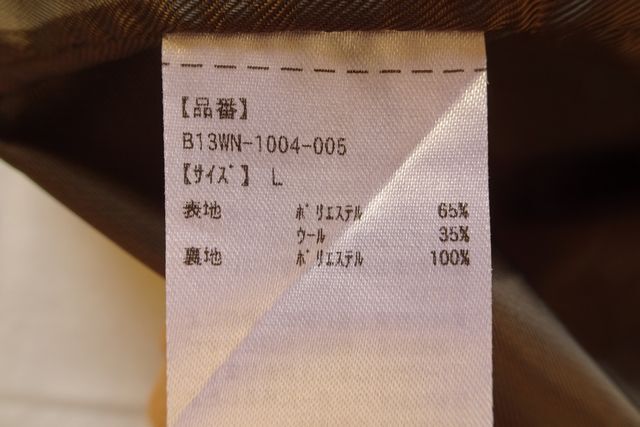 【品番】
B13WN-1004-005
【ｻｲｽﾞ】 L
表地 ﾎﾟﾘｴｽﾃﾙ 65%
ｳｰﾙ 35%
裏地 ﾎﾟﾘｴｽﾃﾙ 100%